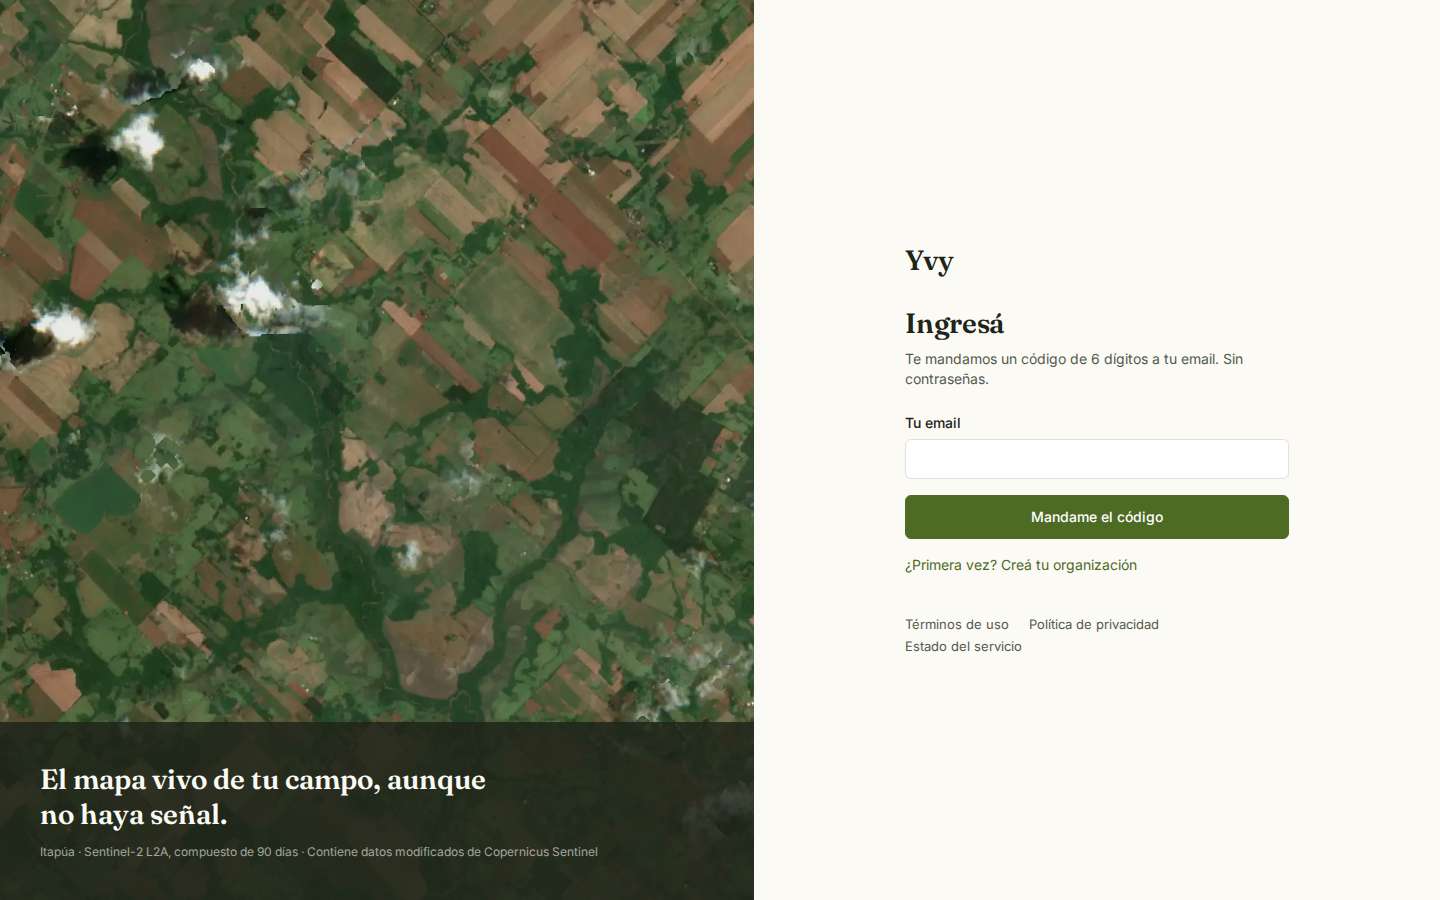 Yvy
Ingresá
Te mandamos un código de 6 dígitos a tu email. Sin
contraseñas.
Tu email
Mandame el código
¿Primera vez? Creá tu organización
Términos de uso Política de privacidad
Estado del servicio
El mapa vivo de tu campo, aunque
no haya señal.
Itapúa · Sentinel-2 L2A, compuesto de 90 días · Contiene datos modificados de Copernicus Sentinel